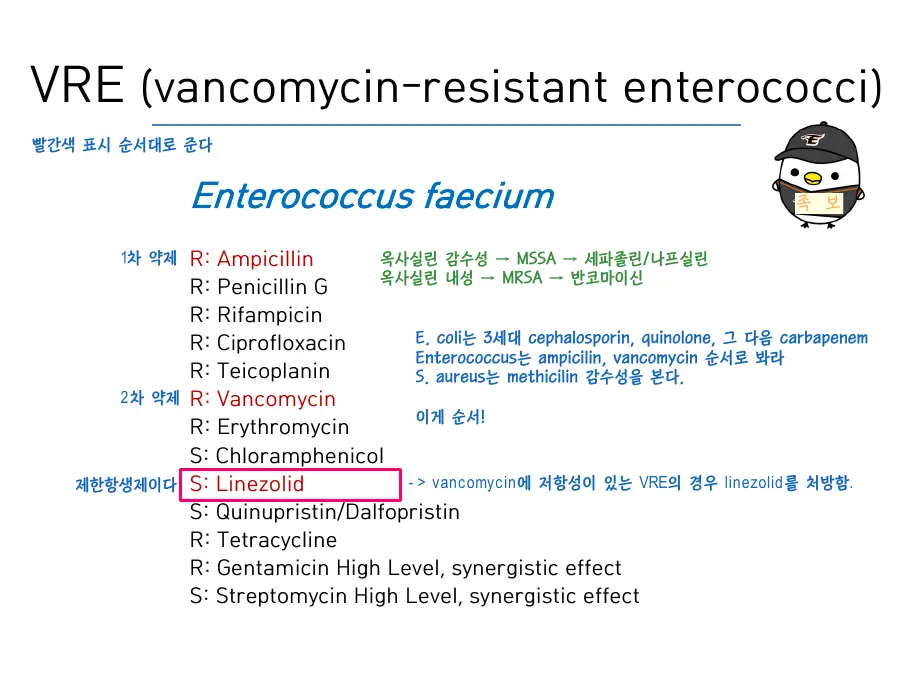 VRE (vancomycin-resistant enterococci)
빨간색 표시 순서대로 준다
E
족 보
Enterococcus faecium
1차 약제 R: Ampicillin
옥사실린 감수성 → MSSA → 세파졸린/나프실린
R: Penicillin G
옥사실린 내성 → MRSA → 반코마이신
R: Rifampicin
R: Ciprofloxacin
E. coli는 3세대 cephalosporin, quinolone, 그 다음 carbapenem
Enterococcus는 ampicilin, vancomycin 순서로 봐라
R: Teicoplanin
S. aureus는 methicilin 감수성을 본다.
2차 약제 R: Vancomycin
이게 순서!
R: Erythromycin
S: Chloramphenicol
제한항생제이다 S: Linezolid -> vancomycin에 저항성이 있는 VRE의 경우 linezolid를 처방함.
S: Quinupristin/Dalfopristin
R: Tetracycline
R: Gentamicin High Level, synergistic effect
S: Streptomycin High Level, synergistic effect